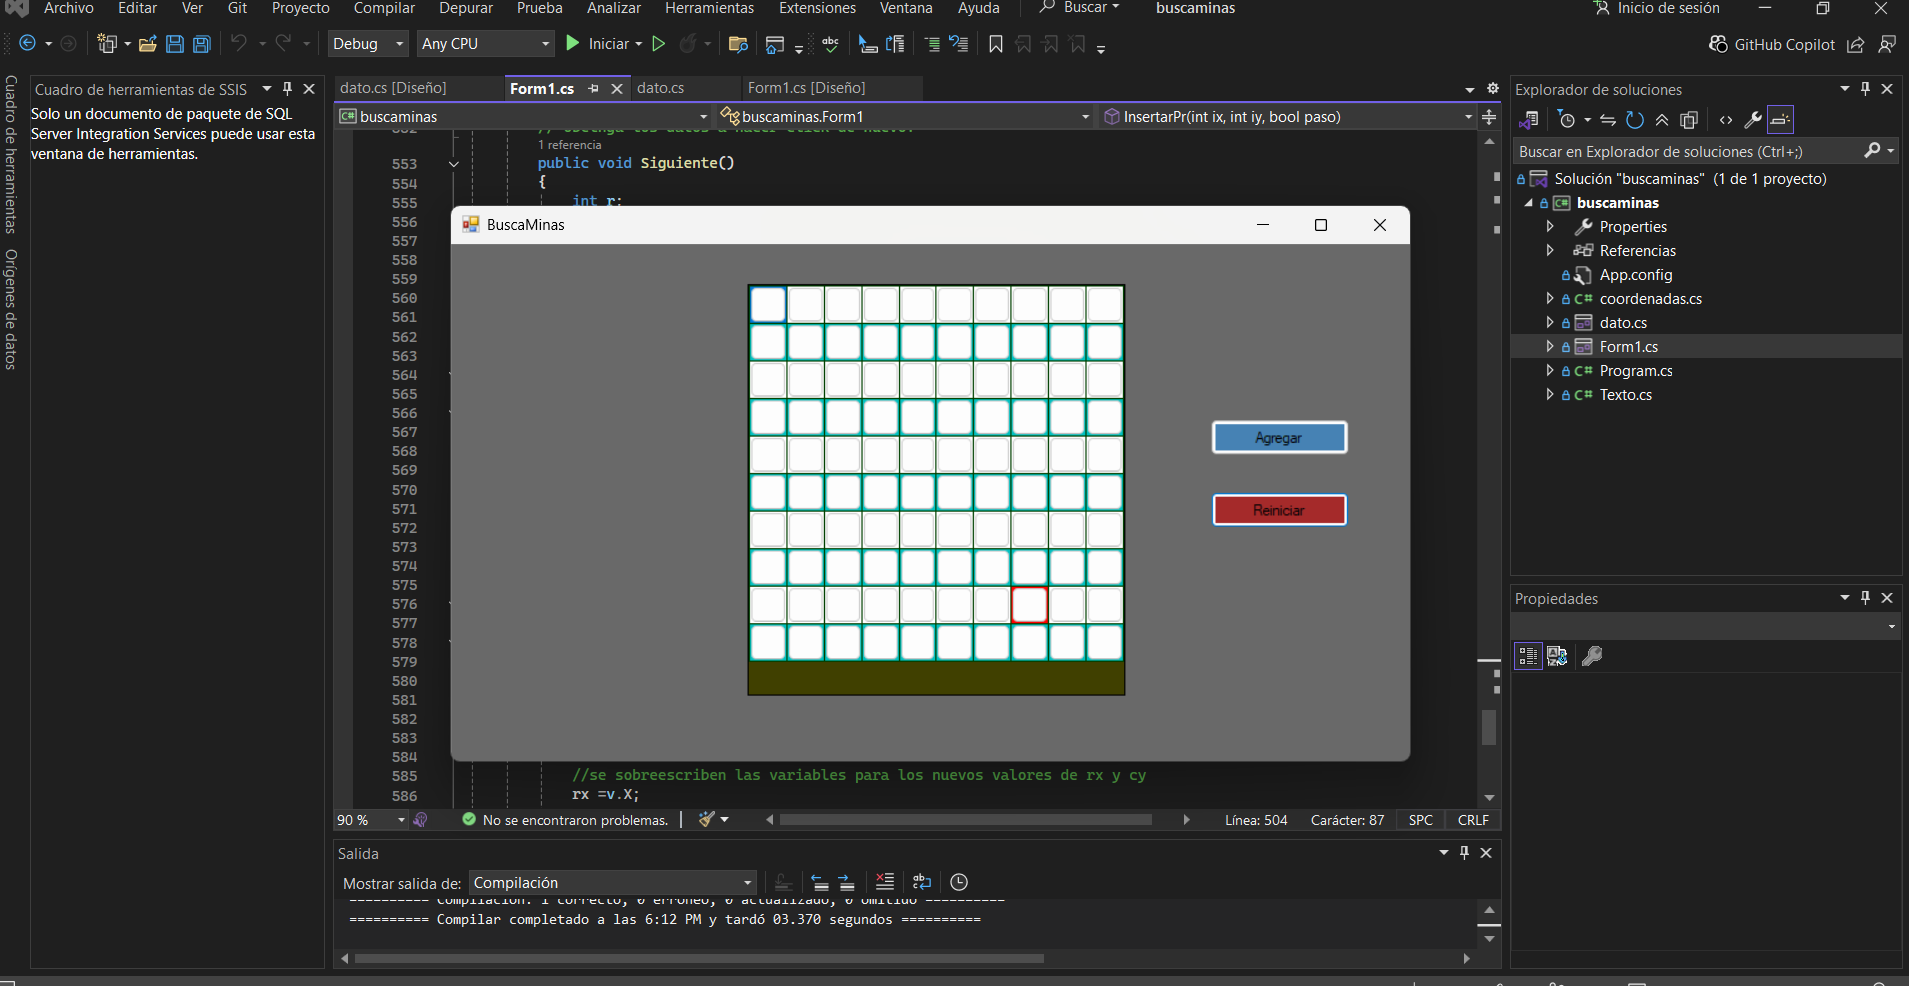 Archivo Editar Ver Git Proyecto Compilar Depurar Prueba Analizar Herramientas Extensiones Ventana Ayuda Buscar buscaminas Inicio de sesión
Debug Any CPU Iniciar GitHub Copilot
Cuadro de herramientas
Orígenes de datos
Cuadro de herramientas de SSIS
Solo un documento de paquete de SQL
Server Integration Services puede usar esta
ventana de herramientas.
dato.cs [Diseño] Form1.cs dato.cs Form1.cs [Diseño]
buscaminas buscaminas.Form1 InsertarPr(int ix, int iy, bool paso)
1 referencia
553 public void Siguiente()
554 {
555 int r;
556
557
558
559
560
561
562
563
564
565
566
567
568
569
570
571
572
573
574
575
576
577
578
579
580
581
582
583
584
585 //se sobreescriben las variables para los nuevos valores de rx y cy
586 rx =v.X;
BuscaMinas
Agregar
Reiniciar
90 % No se encontraron problemas. Línea: 504 Carácter: 87 SPC CRLF
Salida
Mostrar salida de: Compilación
========== Compilación: 1 correcto, 0 erróneo, 0 actualizado, 0 omitido ==========
========== Compilar completado a las 6:12 PM y tardó 03.370 segundos ==========
Explorador de soluciones
Buscar en Explorador de soluciones (Ctrl+;)
Solución "buscaminas" (1 de 1 proyecto)
buscaminas
Properties
Referencias
App.config
coordenadas.cs
dato.cs
Form1.cs
Program.cs
Texto.cs
Propiedades